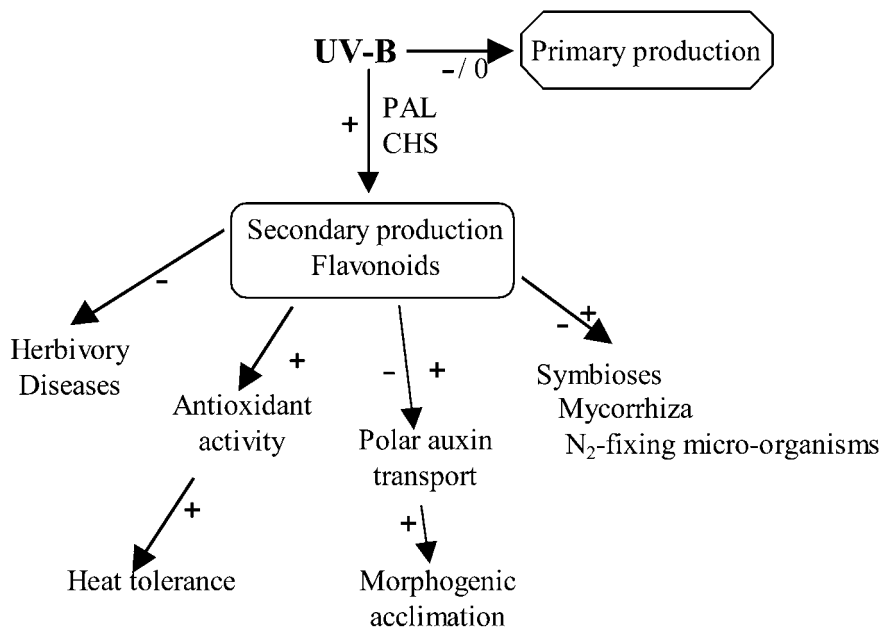 UV-B
-/ 0
Primary production
+
PAL
CHS
Secondary production
Flavonoids
-
Herbivory
Diseases
+
Antioxidant
activity
+
Heat tolerance
- +
Polar auxin
transport
+
Morphogenic
acclimation
- +
Symbioses
Mycorrhiza
N₂-fixing micro-organisms